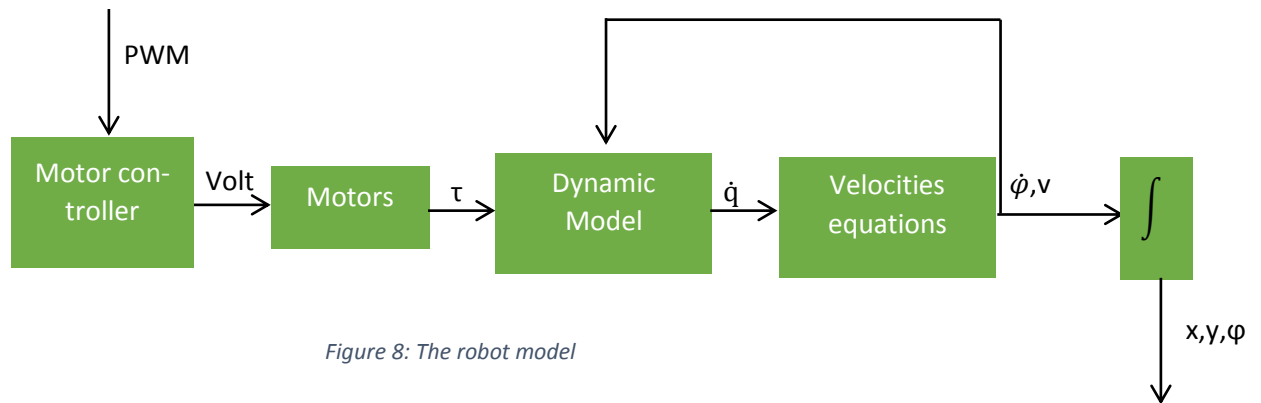 PWM
Motor con-
troller
Volt
Motors
τ
Dynamic
Model
q̇
Velocities
equations
φ̇,v
∫
x,y,φ
Figure 8: The robot model